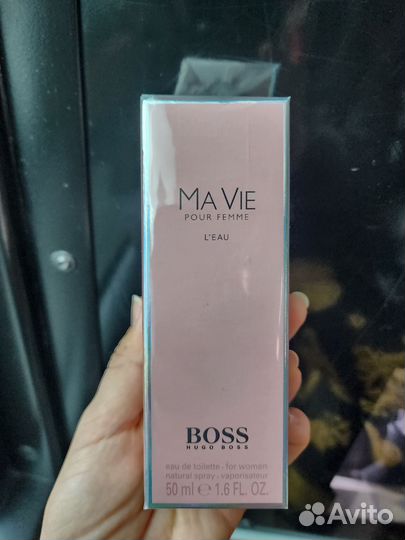 MA VIE
POUR FEMME
L'EAU
BOSS
HUGO BOSS
eau de toilette - for women
natural spray - vaporisateur
50 ml ℮ 1.6 FL. OZ.
Avito